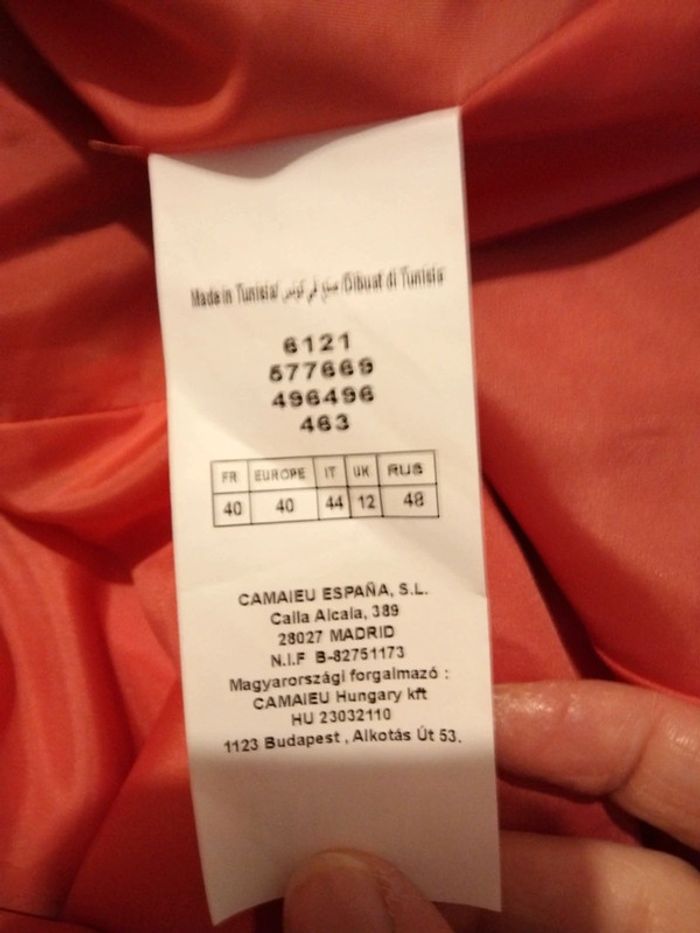 Made in Tunisia/ صنع في تونس /Dibuat di Tunisia
6121
577669
496496
463
FR EUROPE IT UK RUS
40 40 44 12 48
CAMAIEU ESPAÑA, S.L.
Calla Alcala, 389
28027 MADRID
N.I.F B-82751173
Magyarországi forgalmazó :
CAMAIEU Hungary kft
HU 23032110
1123 Budapest , Alkotás Út 53.